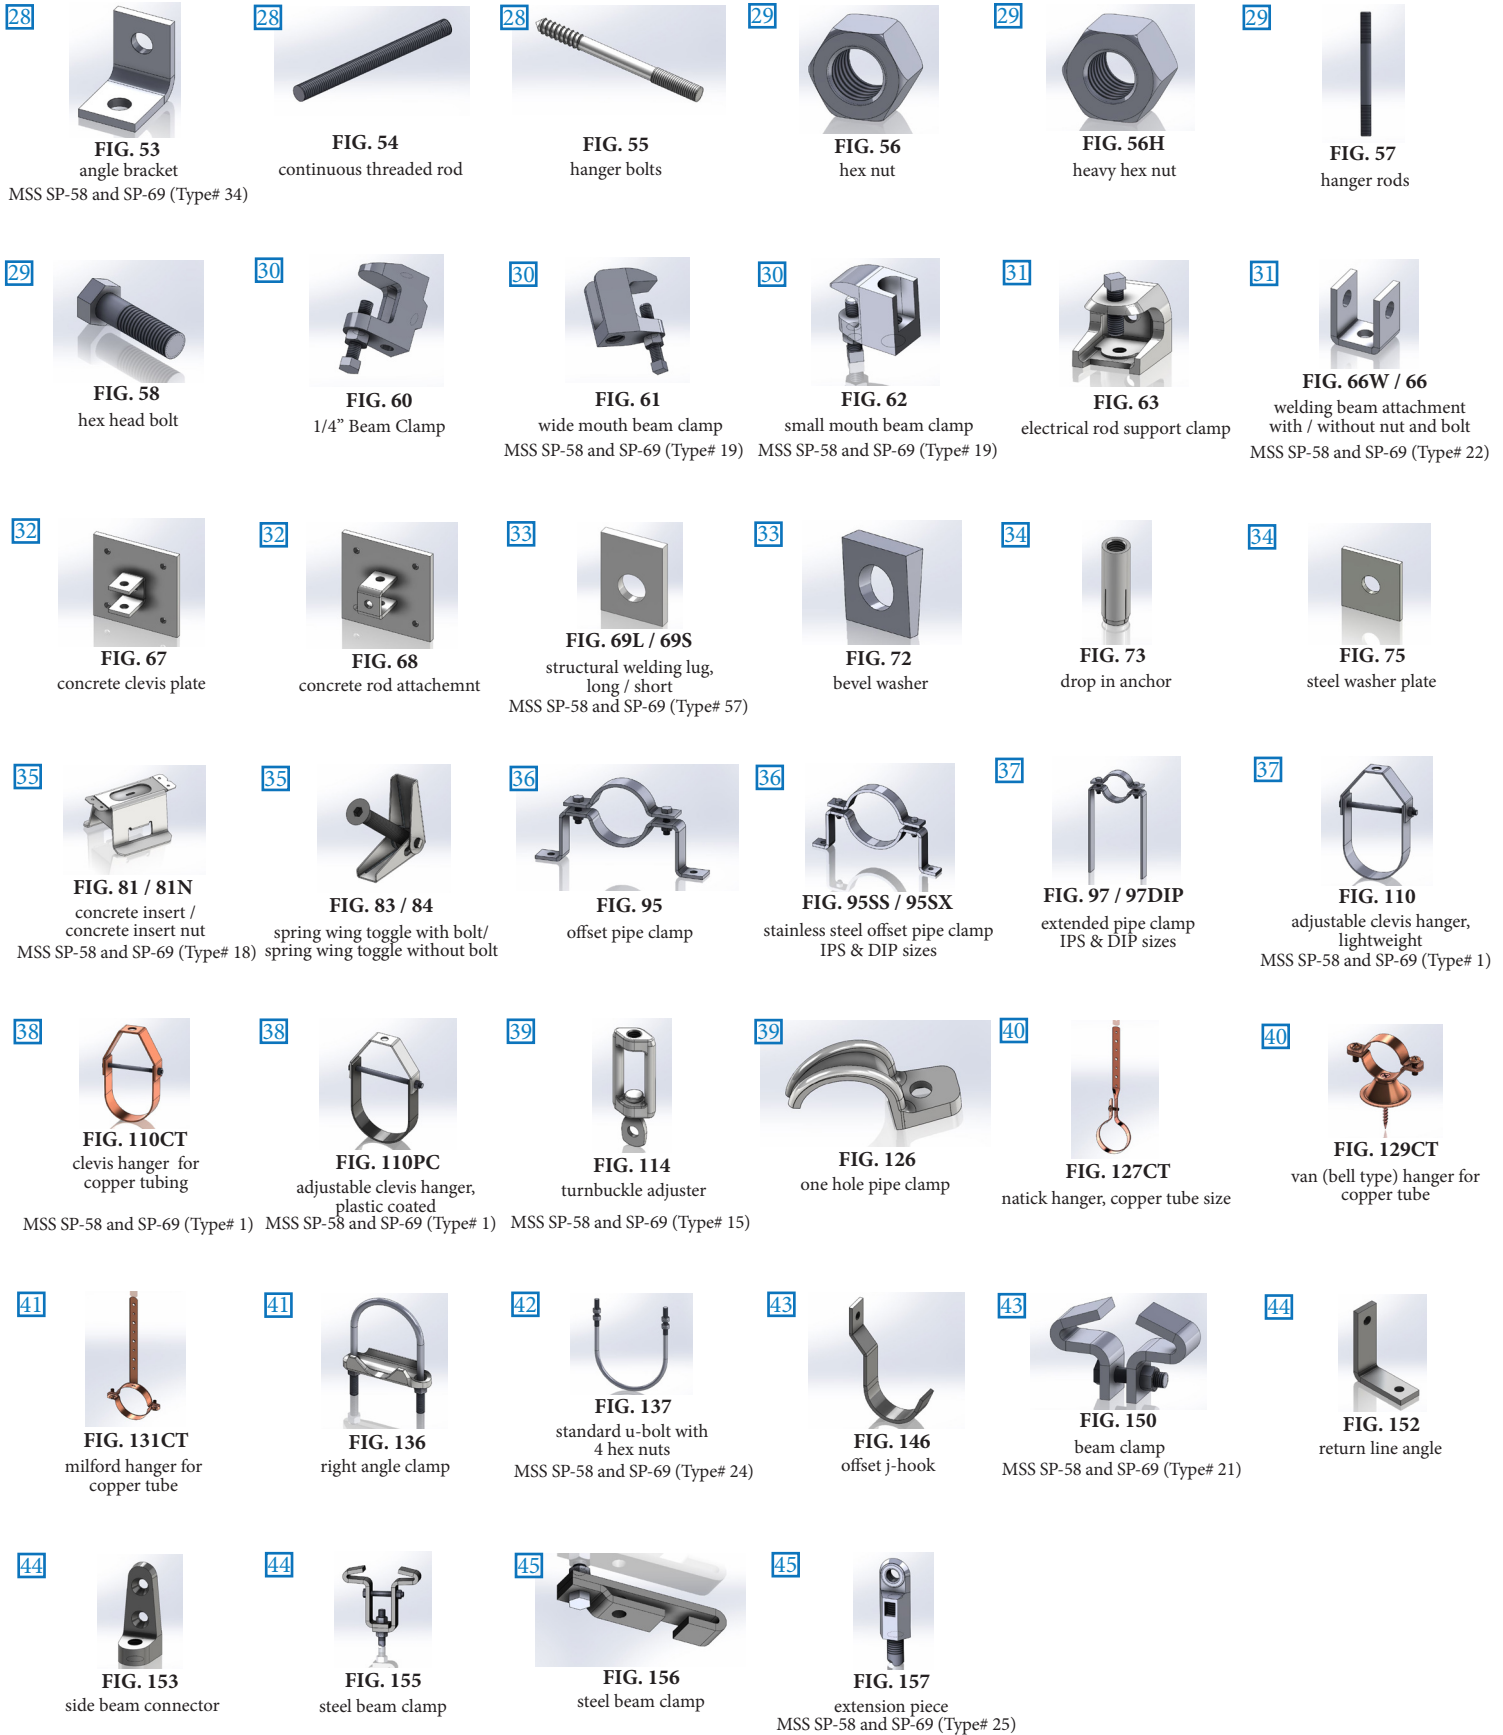 28
FIG. 53
angle bracket
MSS SP-58 and SP-69 (Type# 34)
28
FIG. 54
continuous threaded rod
28
FIG. 55
hanger bolts
29
FIG. 56
hex nut
29
FIG. 56H
heavy hex nut
29
FIG. 57
hanger rods
29
FIG. 58
hex head bolt
30
FIG. 60
1/4” Beam Clamp
30
FIG. 61
wide mouth beam clamp
MSS SP-58 and SP-69 (Type# 19)
30
FIG. 62
small mouth beam clamp
MSS SP-58 and SP-69 (Type# 19)
31
FIG. 63
electrical rod support clamp
31
FIG. 66W / 66
welding beam attachment
with / without nut and bolt
MSS SP-58 and SP-69 (Type# 22)
32
FIG. 67
concrete clevis plate
32
FIG. 68
concrete rod attachemnt
33
FIG. 69L / 69S
structural welding lug,
long / short
MSS SP-58 and SP-69 (Type# 57)
33
FIG. 72
bevel washer
34
FIG. 73
drop in anchor
34
FIG. 75
steel washer plate
35
FIG. 81 / 81N
concrete insert /
concrete insert nut
MSS SP-58 and SP-69 (Type# 18)
35
FIG. 83 / 84
spring wing toggle with bolt/
spring wing toggle without bolt
36
FIG. 95
offset pipe clamp
36
FIG. 95SS / 95SX
stainless steel offset pipe clamp
IPS & DIP sizes
37
FIG. 97 / 97DIP
extended pipe clamp
IPS & DIP sizes
37
FIG. 110
adjustable clevis hanger,
lightweight
MSS SP-58 and SP-69 (Type# 1)
38
FIG. 110CT
clevis hanger for
copper tubing
MSS SP-58 and SP-69 (Type# 1)
38
FIG. 110PC
adjustable clevis hanger,
plastic coated
MSS SP-58 and SP-69 (Type# 1)
39
FIG. 114
turnbuckle adjuster
MSS SP-58 and SP-69 (Type# 15)
39
FIG. 126
one hole pipe clamp
40
FIG. 127CT
natick hanger, copper tube size
40
FIG. 129CT
van (bell type) hanger for
copper tube
41
FIG. 131CT
milford hanger for
copper tube
41
FIG. 136
right angle clamp
42
FIG. 137
standard u-bolt with
4 hex nuts
MSS SP-58 and SP-69 (Type# 24)
43
FIG. 146
offset j-hook
43
FIG. 150
beam clamp
MSS SP-58 and SP-69 (Type# 21)
44
FIG. 152
return line angle
44
FIG. 153
side beam connector
44
FIG. 155
steel beam clamp
45
FIG. 156
steel beam clamp
45
FIG. 157
extension piece
MSS SP-58 and SP-69 (Type# 25)